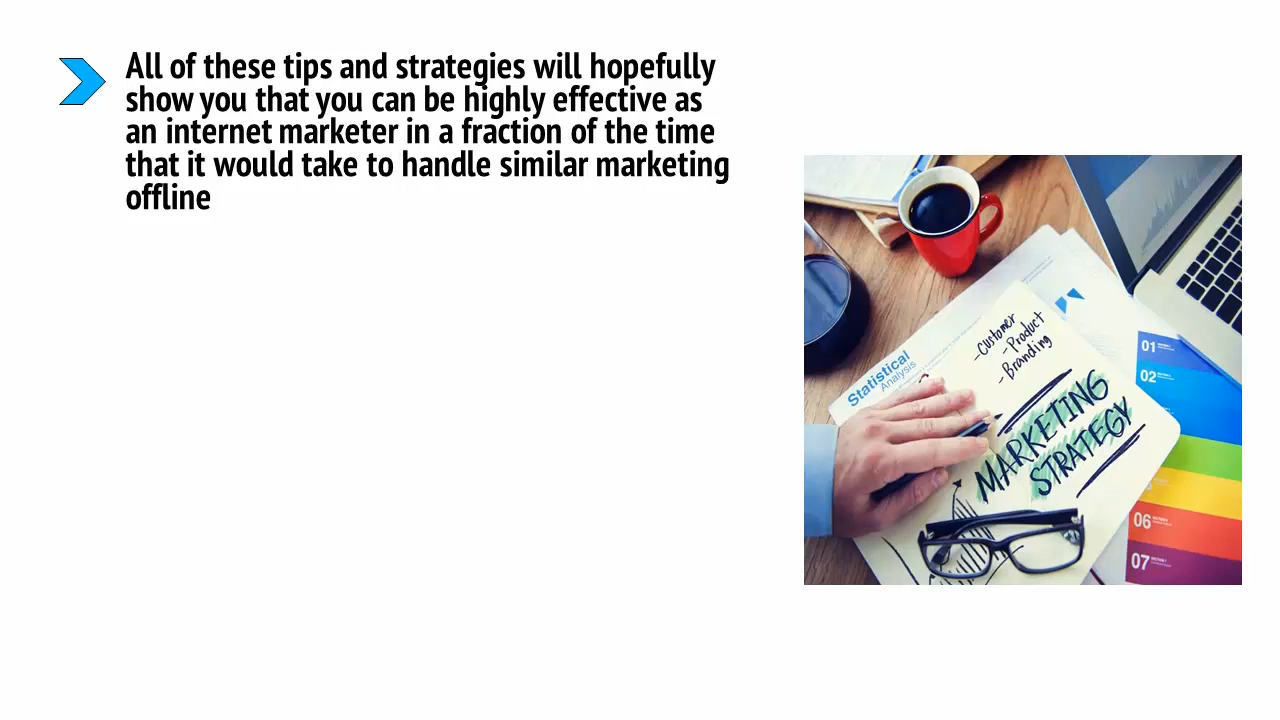 All of these tips and strategies will hopefully
show you that you can be highly effective as
an internet marketer in a fraction of the time
that it would take to handle similar marketing
offline
-Customer
-Product
-Branding
Statistical
Analysis
MARKETING
STRATEGY
01
02
06
07